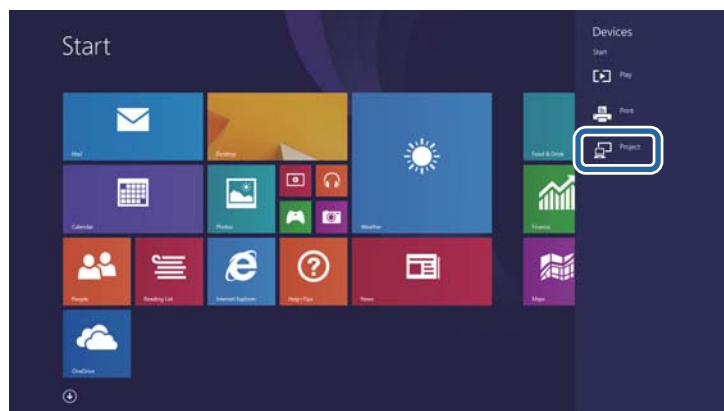 Start
Mail
Desktop
Calendar
Photos
Weather
People
Reading List
Internet Explorer
Help+Tips
News
OneDrive
Food & Drink
Finance
Maps
Devices
Start
Play
Print
Project